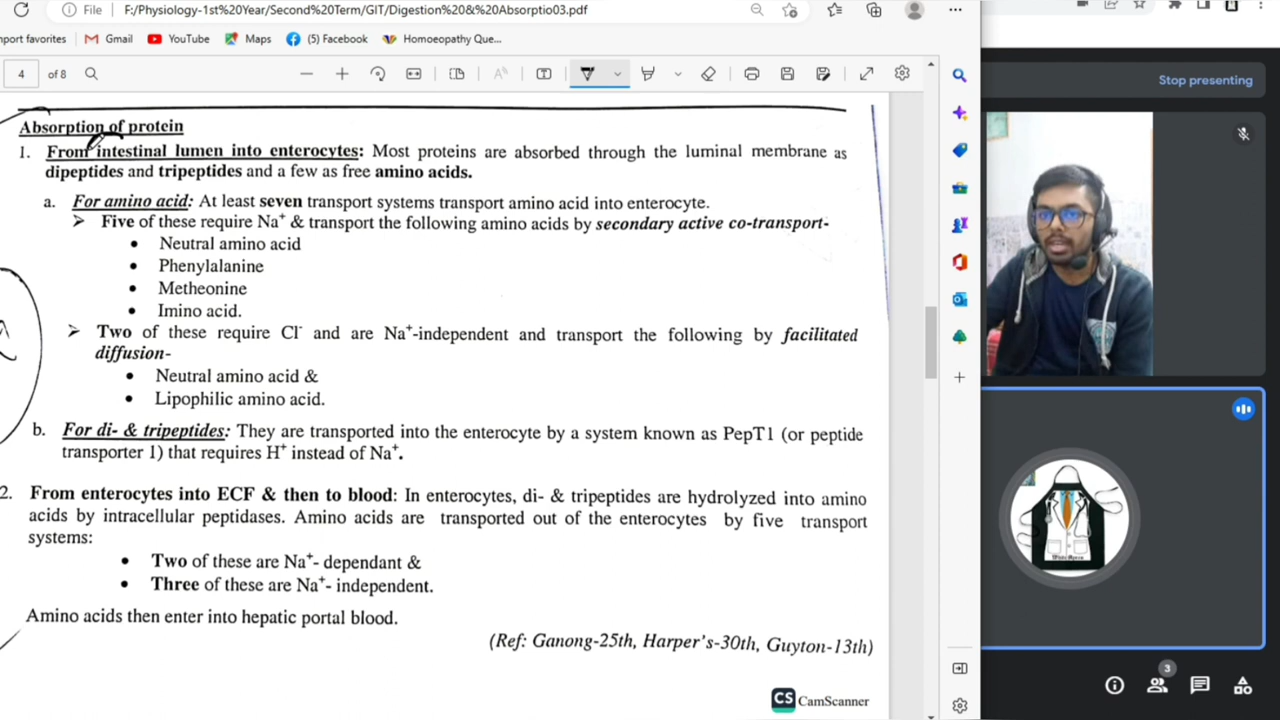 File F:/Physiology-1st%20Year/Second%20Term/GIT/Digestion%20&%20Absorptio03.pdf
nport favorites Gmail YouTube Maps (5) Facebook Homoeopathy Que...
4 of 8
Stop presenting
Absorption of protein
1. From intestinal lumen into enterocytes: Most proteins are absorbed through the luminal membrane as
dipeptides and tripeptides and a few as free amino acids.
a. For amino acid: At least seven transport systems transport amino acid into enterocyte.
➢ Five of these require Na⁺ & transport the following amino acids by secondary active co-transport-
• Neutral amino acid
• Phenylalanine
• Metheonine
• Imino acid.
➢ Two of these require Cl⁻ and are Na⁺-independent and transport the following by facilitated
diffusion-
• Neutral amino acid &
• Lipophilic amino acid.
b. For di- & tripeptides: They are transported into the enterocyte by a system known as PepT1 (or peptide
transporter 1) that requires H⁺ instead of Na⁺.
2. From enterocytes into ECF & then to blood: In enterocytes, di- & tripeptides are hydrolyzed into amino
acids by intracellular peptidases. Amino acids are transported out of the enterocytes by five transport
systems:
• Two of these are Na⁺- dependant &
• Three of these are Na⁺- independent.
Amino acids then enter into hepatic portal blood.
(Ref: Ganong-25th, Harper's-30th, Guyton-13th)
CS CamScanner
3